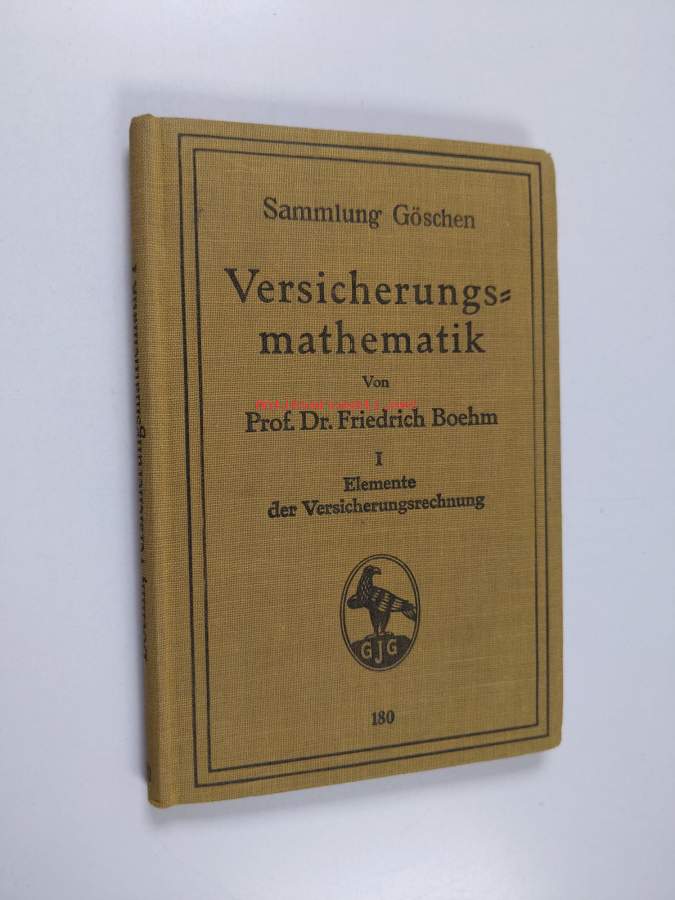 Sammlung Göschen
Versicherungs=
mathematik
Von
Prof. Dr. Friedrich Boehm
I
Elemente
der Versicherungsrechnung
GJG
180